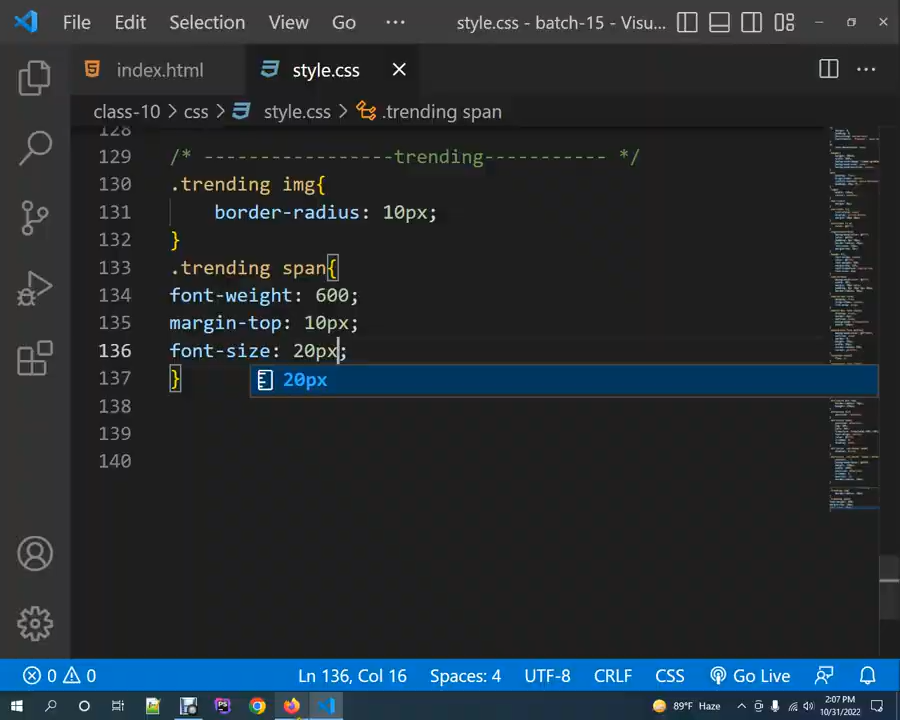 File Edit Selection View Go ··· style.css - batch-15 - Visu...
index.html style.css
class-10 > css > style.css > .trending span
128
129 /* -----------------trending----------- */
130 .trending img{
131 border-radius: 10px;
132 }
133 .trending span{
134 font-weight: 600;
135 margin-top: 10px;
136 font-size: 20px;
20px
137 }
138
139
140
0 0 Ln 136, Col 16 Spaces: 4 UTF-8 CRLF CSS Go Live
89°F Haze 2:07 PM
10/31/2022